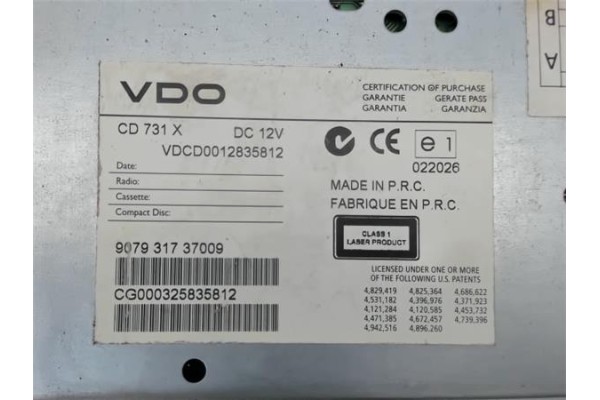 VDO
CERTIFICATION OF PURCHASE
GARANTIE GERATE PASS
GARANTIA GARANZIA
CD 731 X DC 12V
VDCD0012835812
Date:
Radio:
Cassette:
Compact Disc:
CE e1
022026
MADE IN P.R.C.
FABRIQUE EN P.R.C.
CLASS 1
LASER PRODUCT
9079 317 37009
CG000325835812
LICENSED UNDER ONE OR MORE
OF THE FOLLOWING U.S. PATENTS
4,829,419 4,825,364 4,686,622
4,531,182 4,396,976 4,371,923
4,121,284 4,120,585 4,453,732
4,471,385 4,672,457 4,739,396
4,942,516 4,896,260
B
A